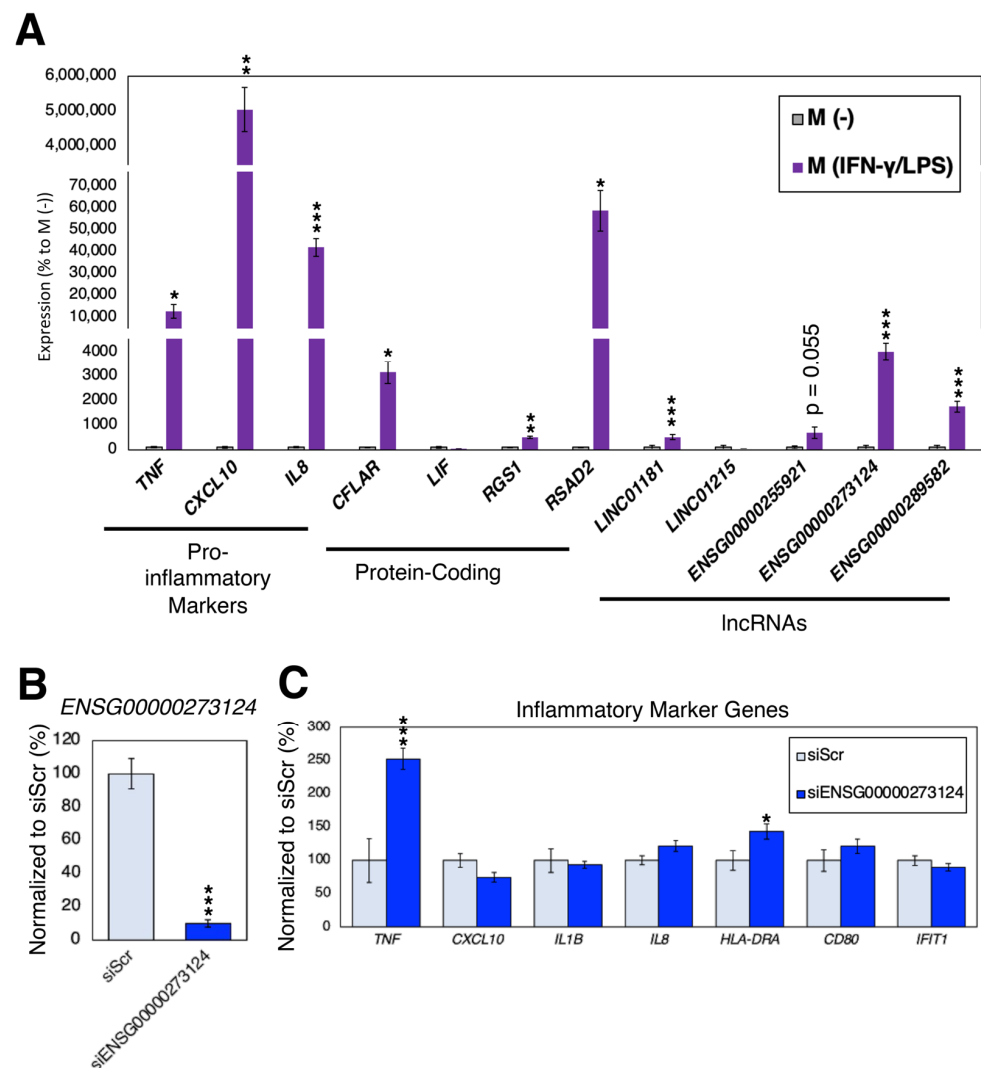 A
6,000,000
5,000,000
4,000,000
70,000
60,000
50,000
40,000
30,000
20,000
10,000
4000
3000
2000
1000
0
Expression (% to M (-))
*
**
***
*
**
*
***
p = 0.055
***
***
M (-)
M (IFN-γ/LPS)
TNF
CXCL10
IL8
CFLAR
LIF
RGS1
RSAD2
LINC01181
LINC01215
ENSG00000255921
ENSG00000273124
ENSG00000289582
Pro-
inflammatory
Markers
Protein-Coding
lncRNAs
B
ENSG00000273124
Normalized to siScr (%)
120
100
80
60
40
20
0
***
siScr
siENSG00000273124
C
Inflammatory Marker Genes
Normalized to siScr (%)
300
250
200
150
100
50
0
***
*
siScr
siENSG00000273124
TNF
CXCL10
IL1B
IL8
HLA-DRA
CD80
IFIT1